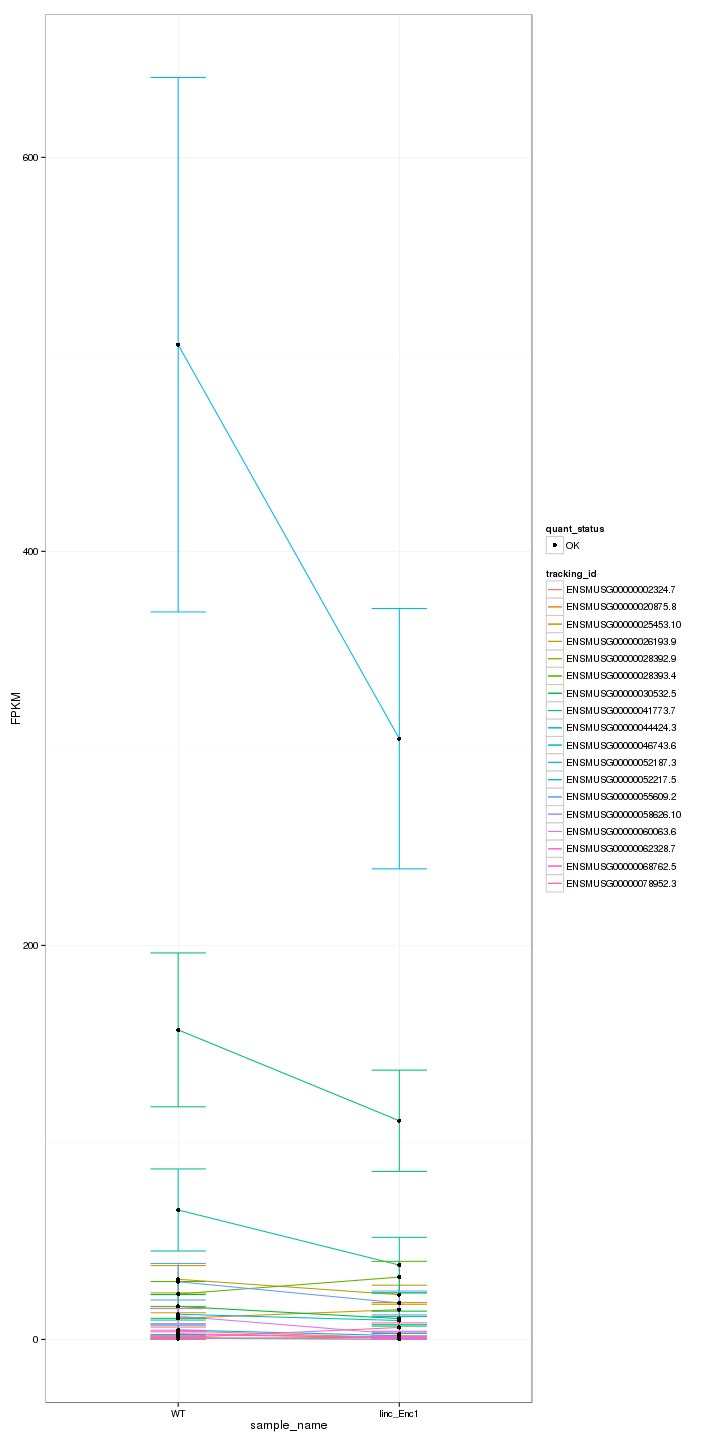 600
400
200
0
FPKM
WT
linc_Enc1
sample_name
quant_status
OK
tracking_id
ENSMUSG00000002324.7
ENSMUSG00000020875.8
ENSMUSG00000025453.10
ENSMUSG00000026193.9
ENSMUSG00000028392.9
ENSMUSG00000028393.4
ENSMUSG00000030532.5
ENSMUSG00000041773.7
ENSMUSG00000044424.3
ENSMUSG00000046743.6
ENSMUSG00000052187.3
ENSMUSG00000052217.5
ENSMUSG00000055609.2
ENSMUSG00000058626.10
ENSMUSG00000060063.6
ENSMUSG00000062328.7
ENSMUSG00000068762.5
ENSMUSG00000078952.3